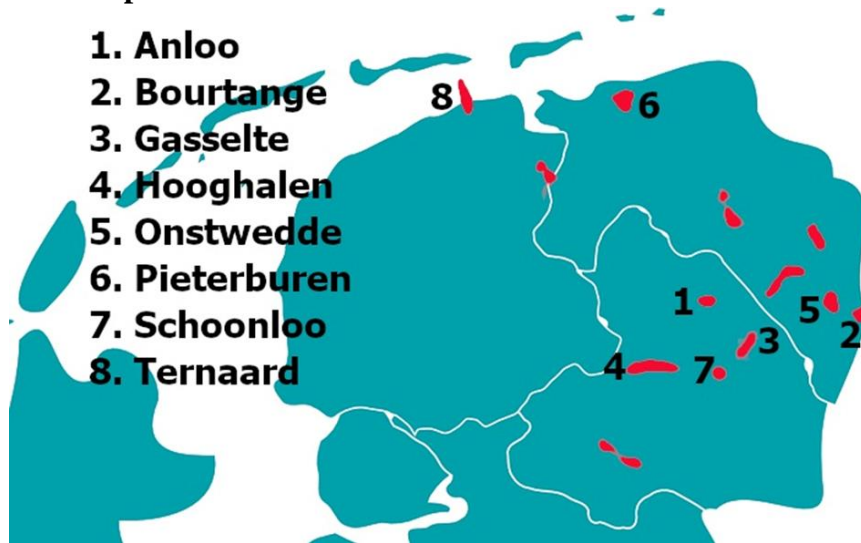 1. Anloo
2. Bourtange
3. Gasselte
4. Hooghalen
5. Onstwedde
6. Pieterburen
7. Schoonloo
8. Ternaard
8
6
1
5
2
3
4
7